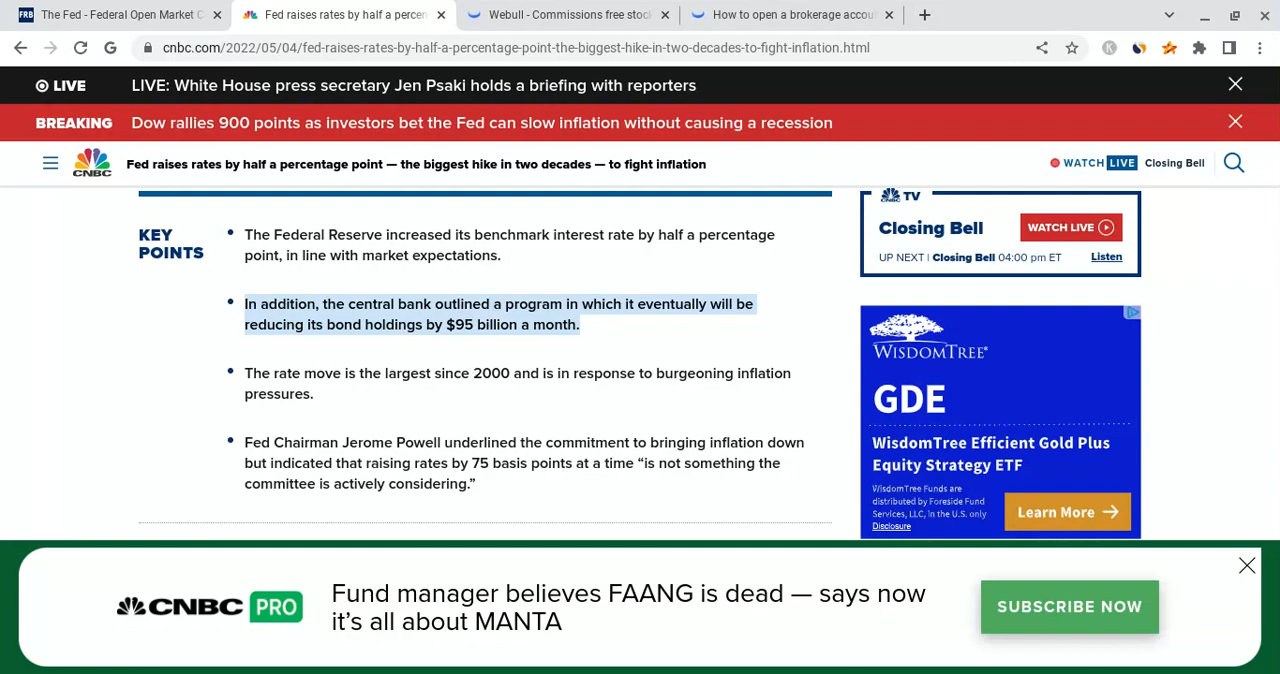 The Fed - Federal Open Market C
Fed raises rates by half a percen
Webull - Commissions free stoc
How to open a brokerage accou
cnbc.com/2022/05/04/fed-raises-rates-by-half-a-percentage-point-the-biggest-hike-in-two-decades-to-fight-inflation.html
LIVE LIVE: White House press secretary Jen Psaki holds a briefing with reporters
BREAKING Dow rallies 900 points as investors bet the Fed can slow inflation without causing a recession
CNBC Fed raises rates by half a percentage point — the biggest hike in two decades — to fight inflation
WATCH LIVE Closing Bell
KEY
POINTS
The Federal Reserve increased its benchmark interest rate by half a percentage
point, in line with market expectations.
In addition, the central bank outlined a program in which it eventually will be
reducing its bond holdings by $95 billion a month.
The rate move is the largest since 2000 and is in response to burgeoning inflation
pressures.
Fed Chairman Jerome Powell underlined the commitment to bringing inflation down
but indicated that raising rates by 75 basis points at a time “is not something the
committee is actively considering.”
CNBC TV
Closing Bell
WATCH LIVE
UP NEXT | Closing Bell 04:00 pm ET
Listen
WISDOMTREE®
GDE
WisdomTree Efficient Gold Plus
Equity Strategy ETF
WisdomTree Funds are
distributed by Foreside Fund
Services, LLC, in the U.S. only
Disclosure
Learn More →
CNBC PRO
Fund manager believes FAANG is dead — says now
it’s all about MANTA
SUBSCRIBE NOW